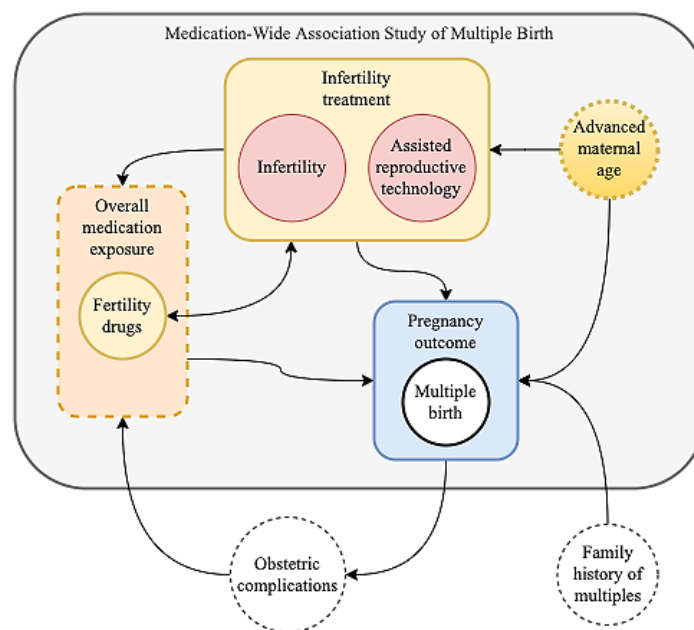 Medication-Wide Association Study of Multiple Birth
Infertility
treatment
Infertility
Assisted
reproductive
technology
Advanced
maternal
age
Overall
medication
exposure
Fertility
drugs
Pregnancy
outcome
Multiple
birth
Obstetric
complications
Family
history of
multiples